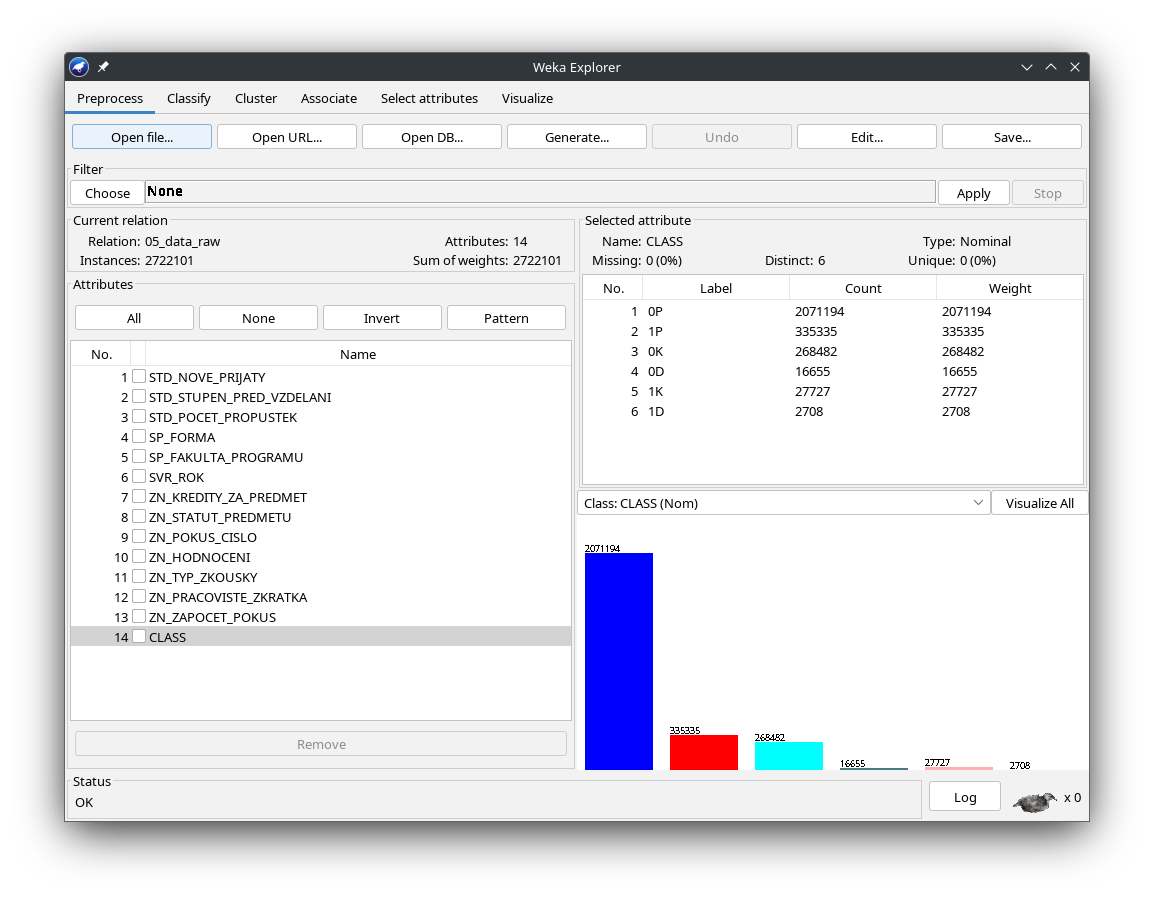 Weka Explorer
Preprocess Classify Cluster Associate Select attributes Visualize
Open file... Open URL... Open DB... Generate... Undo Edit... Save...
Filter
Choose None Apply Stop
Current relation
Relation: 05_data_raw Attributes: 14
Instances: 2722101 Sum of weights: 2722101
Attributes
All None Invert Pattern
No. Name
1 STD_NOVE_PRIJATY
2 STD_STUPEN_PRED_VZDELANI
3 STD_POCET_PROPUSTEK
4 SP_FORMA
5 SP_FAKULTA_PROGRAMU
6 SVR_ROK
7 ZN_KREDITY_ZA_PREDMET
8 ZN_STATUT_PREDMETU
9 ZN_POKUS_CISLO
10 ZN_HODNOCENI
11 ZN_TYP_ZKOUSKY
12 ZN_PRACOVISTE_ZKRATKA
13 ZN_ZAPOCET_POKUS
14 CLASS
Remove
Selected attribute
Name: CLASS Type: Nominal
Missing: 0 (0%) Distinct: 6 Unique: 0 (0%)
No. Label Count Weight
1 0P 2071194 2071194
2 1P 335335 335335
3 0K 268482 268482
4 0D 16655 16655
5 1K 27727 27727
6 1D 2708 2708
Class: CLASS (Nom) Visualize All
2071194
335335
268482
16655
27727
2708
Status
OK
Log x 0